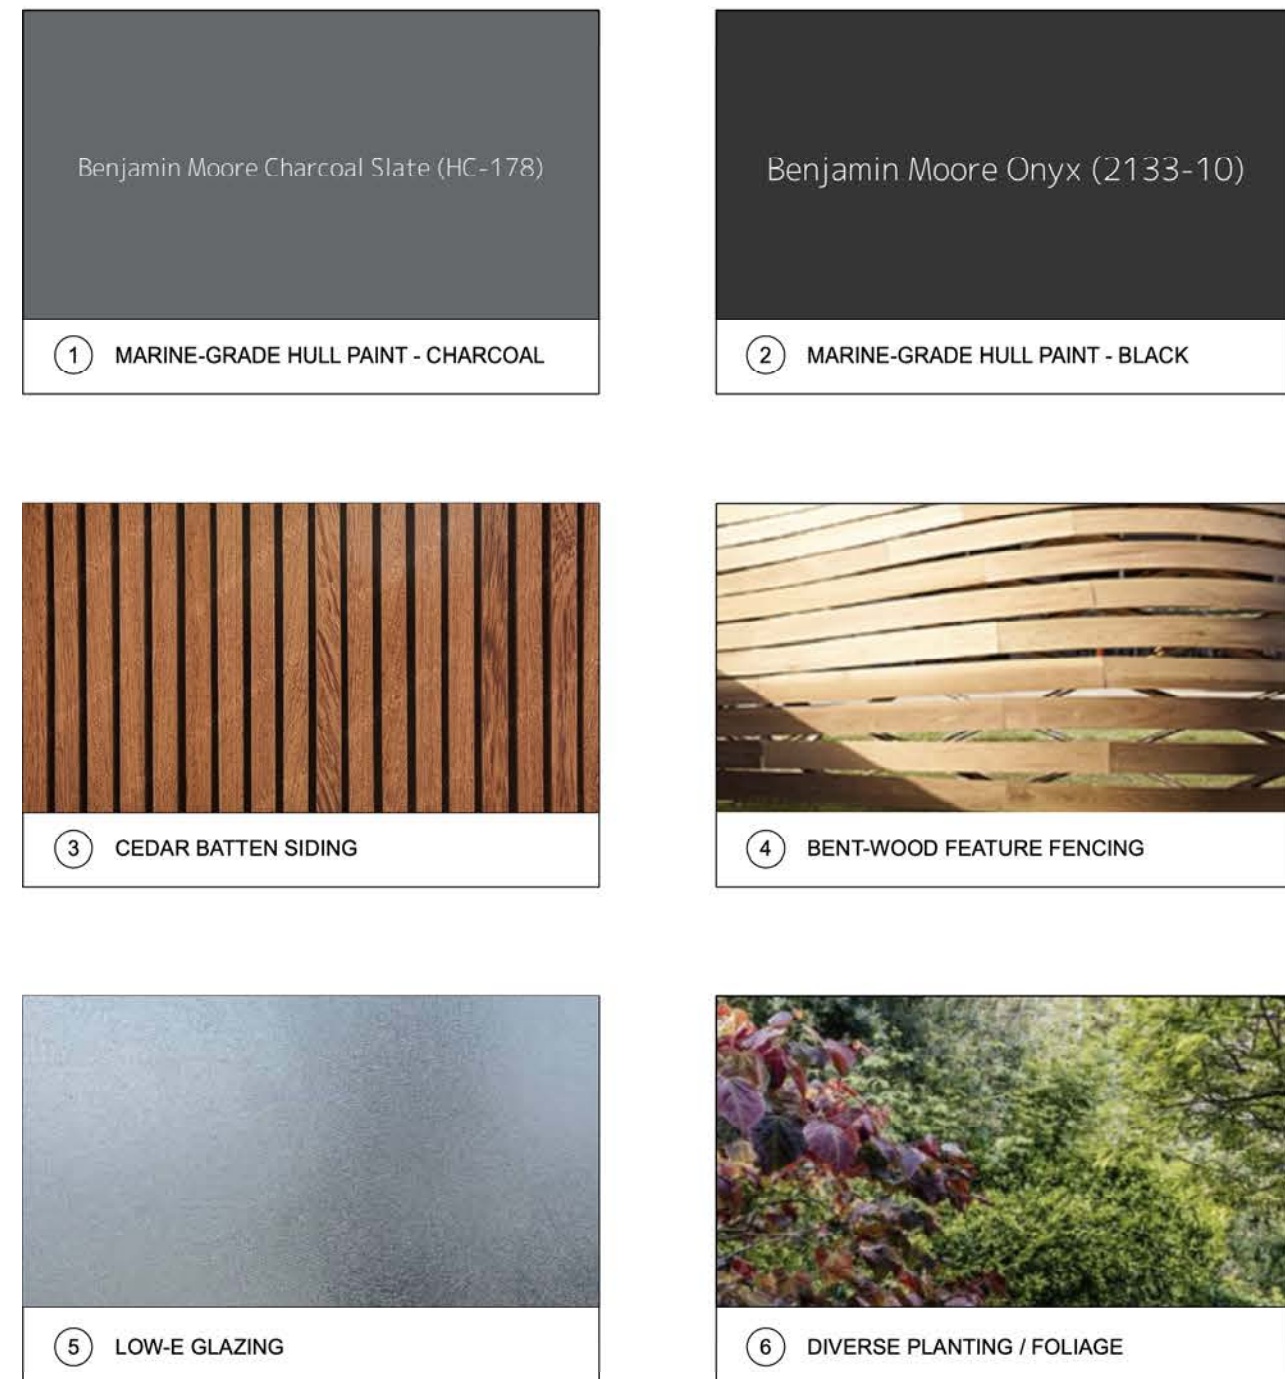 Benjamin Moore Charcoal Slate (HC-178)
Benjamin Moore Onyx (2133-10)
1 MARINE-GRADE HULL PAINT - CHARCOAL
2 MARINE-GRADE HULL PAINT - BLACK
3 CEDAR BATTEN SIDING
4 BENT-WOOD FEATURE FENCING
5 LOW-E GLAZING
6 DIVERSE PLANTING / FOLIAGE